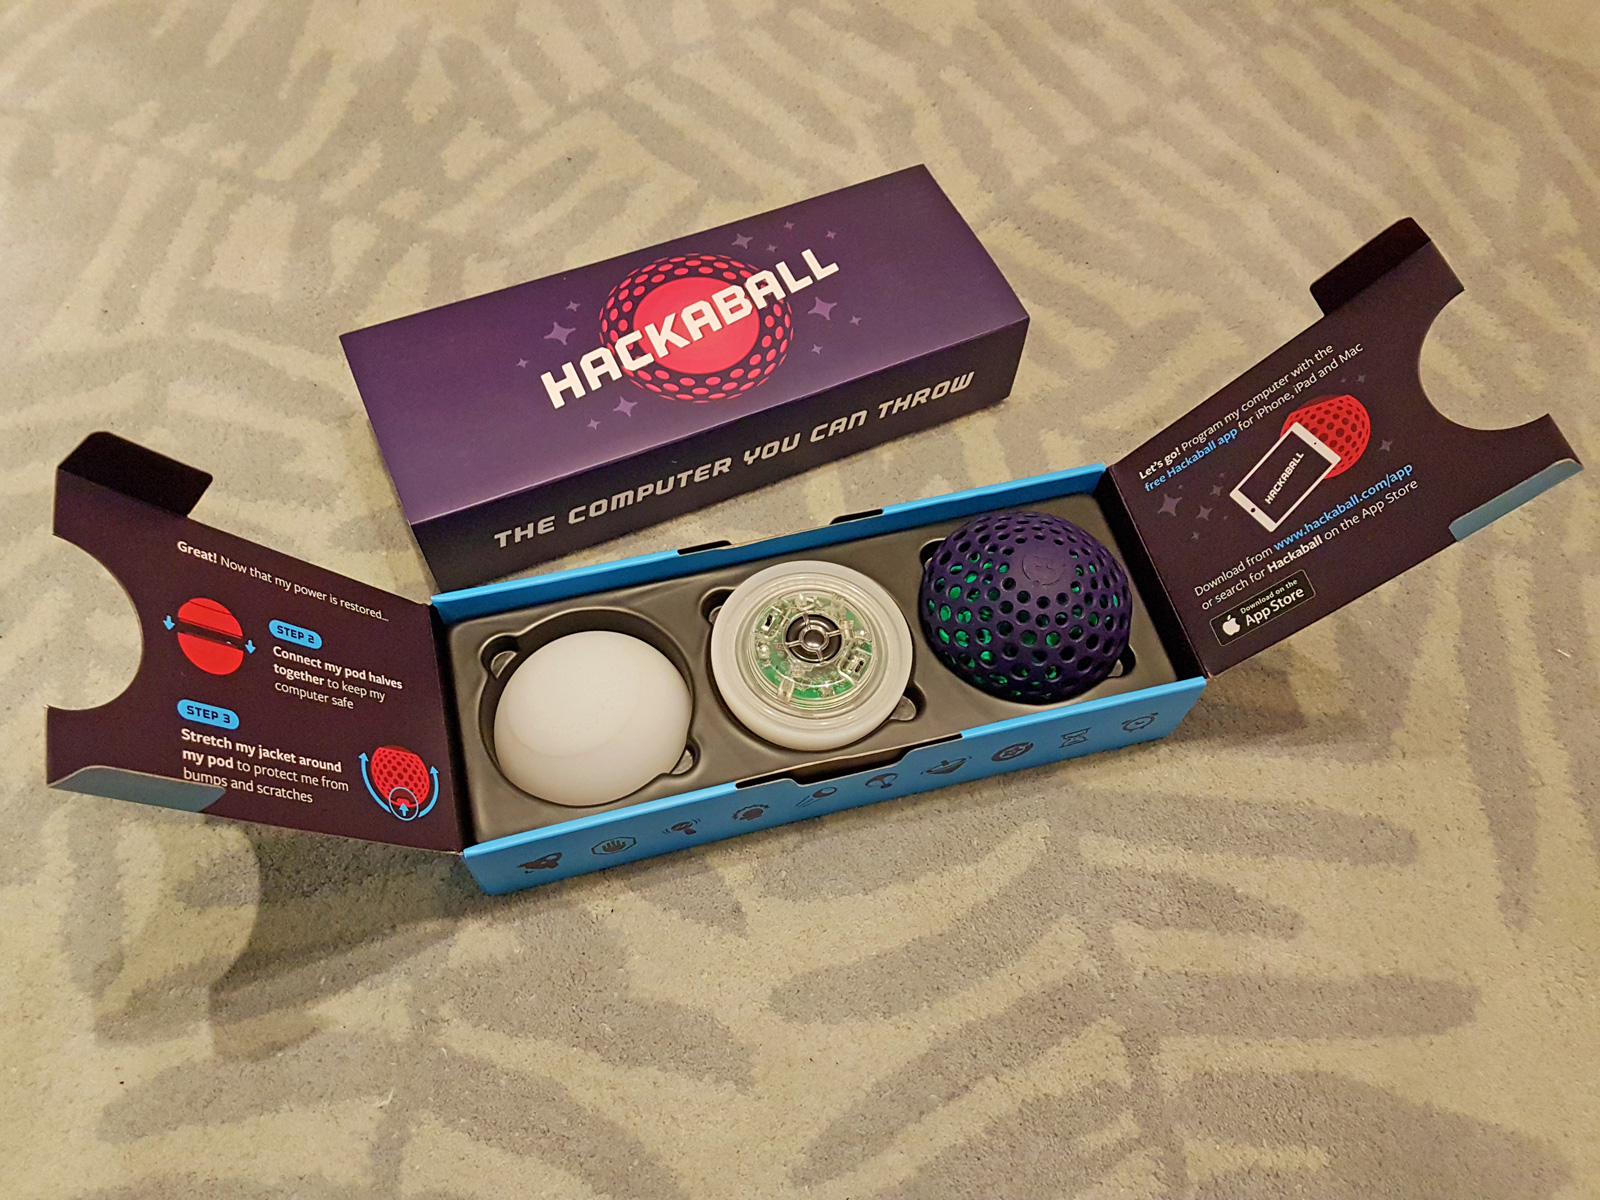 HACKABALL
THE COMPUTER YOU CAN THROW
Great! Now that my power is restored...
STEP 2
Connect my pod halves
together to keep my
computer safe
STEP 3
Stretch my jacket around
my pod to protect me from
bumps and scratches
Let's go! Program my computer with the
free Hackaball app for iPhone, iPad and Mac
HACKABALL
Download from www.hackaball.com/app
or search for Hackaball on the App Store
Download on the
App Store